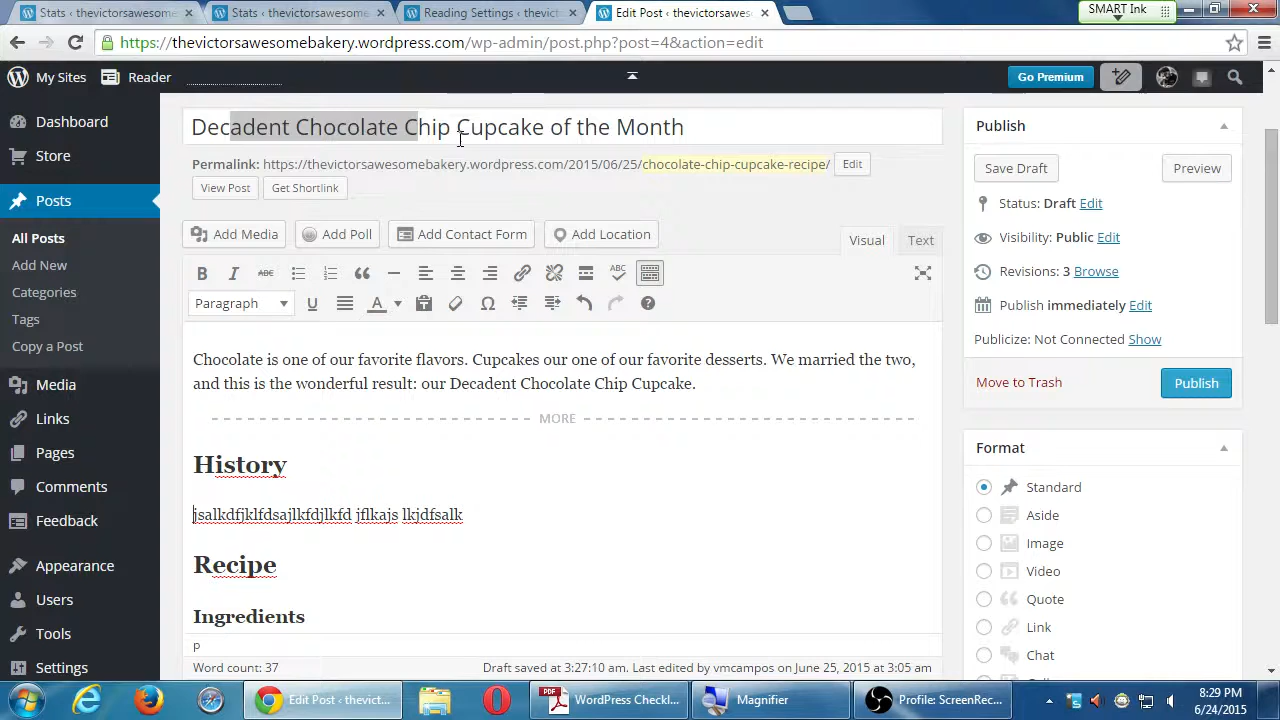 Stats ‹ thevictorsawesome
Stats ‹ thevictorsawesome
Reading Settings ‹ thevict
Edit Post ‹ thevictorsawes
SMART Ink
https://thevictorsawesomebakery.wordpress.com/wp-admin/post.php?post=4&action=edit
My Sites
Reader
Go Premium
Dashboard
Store
Posts
All Posts
Add New
Categories
Tags
Copy a Post
Media
Links
Pages
Comments
Feedback
Appearance
Users
Tools
Settings
Decadent Chocolate Chip Cupcake of the Month
Permalink: https://thevictorsawesomebakery.wordpress.com/2015/06/25/chocolate-chip-cupcake-recipe/ Edit
View Post
Get Shortlink
Add Media
Add Poll
Add Contact Form
Add Location
Visual
Text
B I ABC ABC
Paragraph U A
Chocolate is one of our favorite flavors. Cupcakes our one of our favorite desserts. We married the two,
and this is the wonderful result: our Decadent Chocolate Chip Cupcake.
MORE
History
jsalkdfjklfdsajlkfdjlkfd jflkajs lkjdfsalk
Recipe
Ingredients
p
Word count: 37
Draft saved at 3:27:10 am. Last edited by vmcampos on June 25, 2015 at 3:05 am
Publish
Save Draft
Preview
Status: Draft Edit
Visibility: Public Edit
Revisions: 3 Browse
Publish immediately Edit
Publicize: Not Connected Show
Move to Trash
Publish
Format
Standard
Aside
Image
Video
Quote
Link
Chat
Edit Post ‹ thevict...
PDF
WordPress Checkl...
Magnifier
Profile: ScreenRec...
8:29 PM
6/24/2015